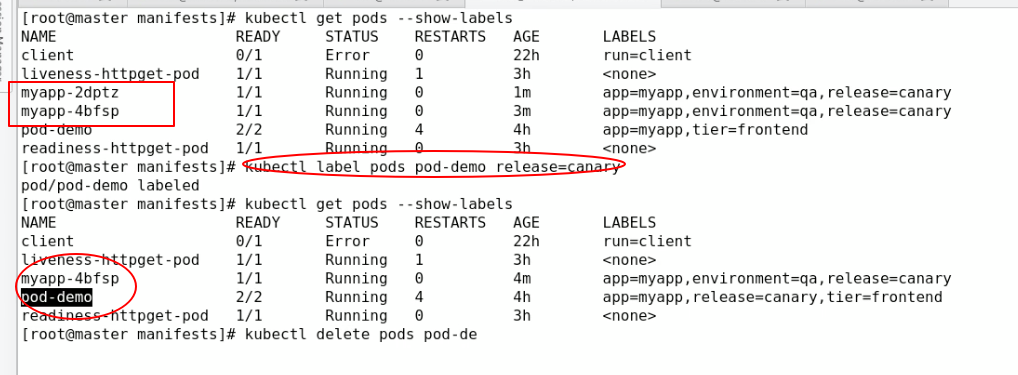 [root@master manifests]# kubectl get pods --show-labels
NAME READY STATUS RESTARTS AGE LABELS
client 0/1 Error 0 22h run=client
liveness-httpget-pod 1/1 Running 1 3h <none>
myapp-2dptz 1/1 Running 0 1m app=myapp,environment=qa,release=canary
myapp-4bfsp 1/1 Running 0 3m app=myapp,environment=qa,release=canary
pod-demo 2/2 Running 4 4h app=myapp,tier=frontend
readiness-httpget-pod 1/1 Running 0 3h <none>
[root@master manifests]# kubectl label pods pod-demo release=canary
pod/pod-demo labeled
[root@master manifests]# kubectl get pods --show-labels
NAME READY STATUS RESTARTS AGE LABELS
client 0/1 Error 0 22h run=client
liveness-httpget-pod 1/1 Running 1 3h <none>
myapp-4bfsp 1/1 Running 0 4m app=myapp,environment=qa,release=canary
pod-demo 2/2 Running 4 4h app=myapp,release=canary,tier=frontend
readiness-httpget-pod 1/1 Running 0 3h <none>
[root@master manifests]# kubectl delete pods pod-de